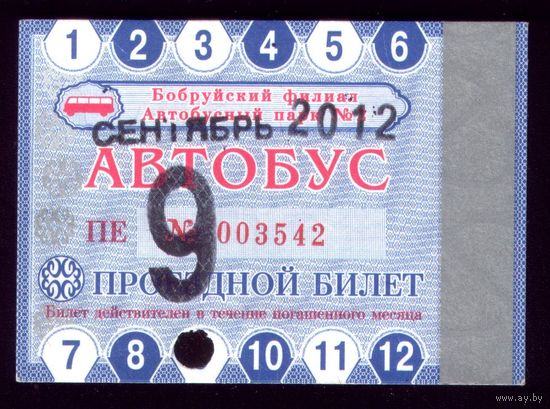 1 2 3 4 5 6
Бобруйский филиал
Автобусный парк №
СЕНТЯБРЬ 2012
АВТОБУС
ПЕ № 003542
9
ПРОЕЗДНОЙ БИЛЕТ
Билет действителен в течение погашенного месяца
7 8 10 11 12
© www.ay.by